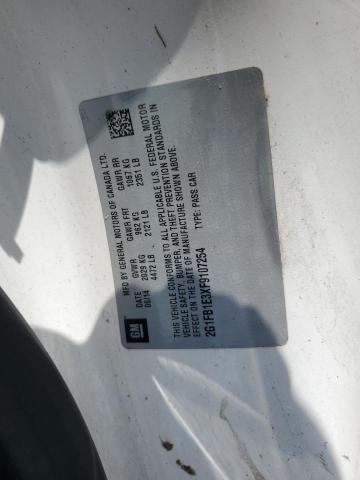 MFD BY GENERAL MOTORS OF CANADA LTD.
DATE GVWR GAWR FRT GAWR RR
06/14 2029 KG 962 KG 1067 KG
4472 LB 2121 LB 2351 LB
THIS VEHICLE CONFORMS TO ALL APPLICABLE U.S. FEDERAL MOTOR
VEHICLE SAFETY, BUMPER, AND THEFT PREVENTION STANDARDS IN
EFFECT ON THE DATE OF MANUFACTURE SHOWN ABOVE.
2G1FB1E3XF9107254 TYPE: PASS CAR
GM